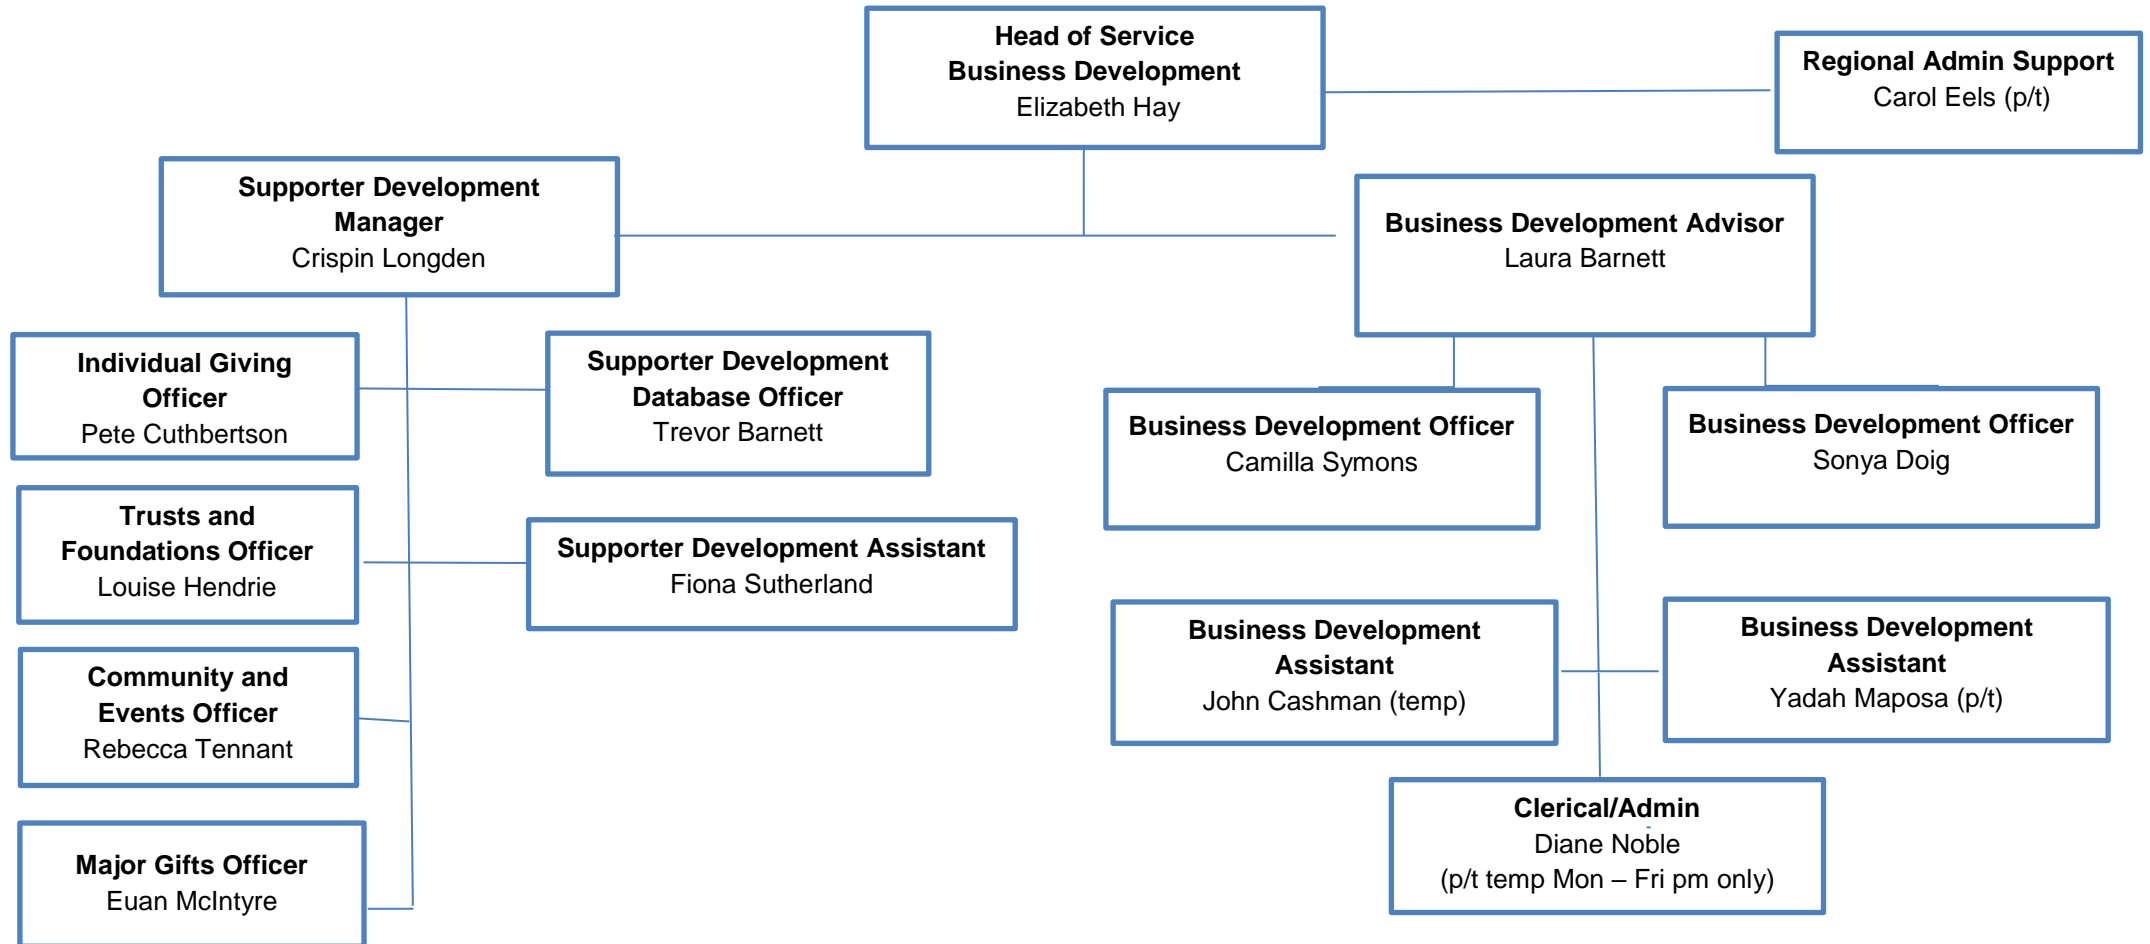 Head of Service
Business Development
Elizabeth Hay
Regional Admin Support
Carol Eels (p/t)
Supporter Development
Manager
Crispin Longden
Business Development Advisor
Laura Barnett
Individual Giving
Officer
Pete Cuthbertson
Supporter Development
Database Officer
Trevor Barnett
Business Development Officer
Camilla Symons
Business Development Officer
Sonya Doig
Trusts and
Foundations Officer
Louise Hendrie
Supporter Development Assistant
Fiona Sutherland
Business Development
Assistant
John Cashman (temp)
Business Development
Assistant
Yadah Maposa (p/t)
Community and
Events Officer
Rebecca Tennant
Clerical/Admin
Diane Noble
(p/t temp Mon – Fri pm only)
Major Gifts Officer
Euan McIntyre